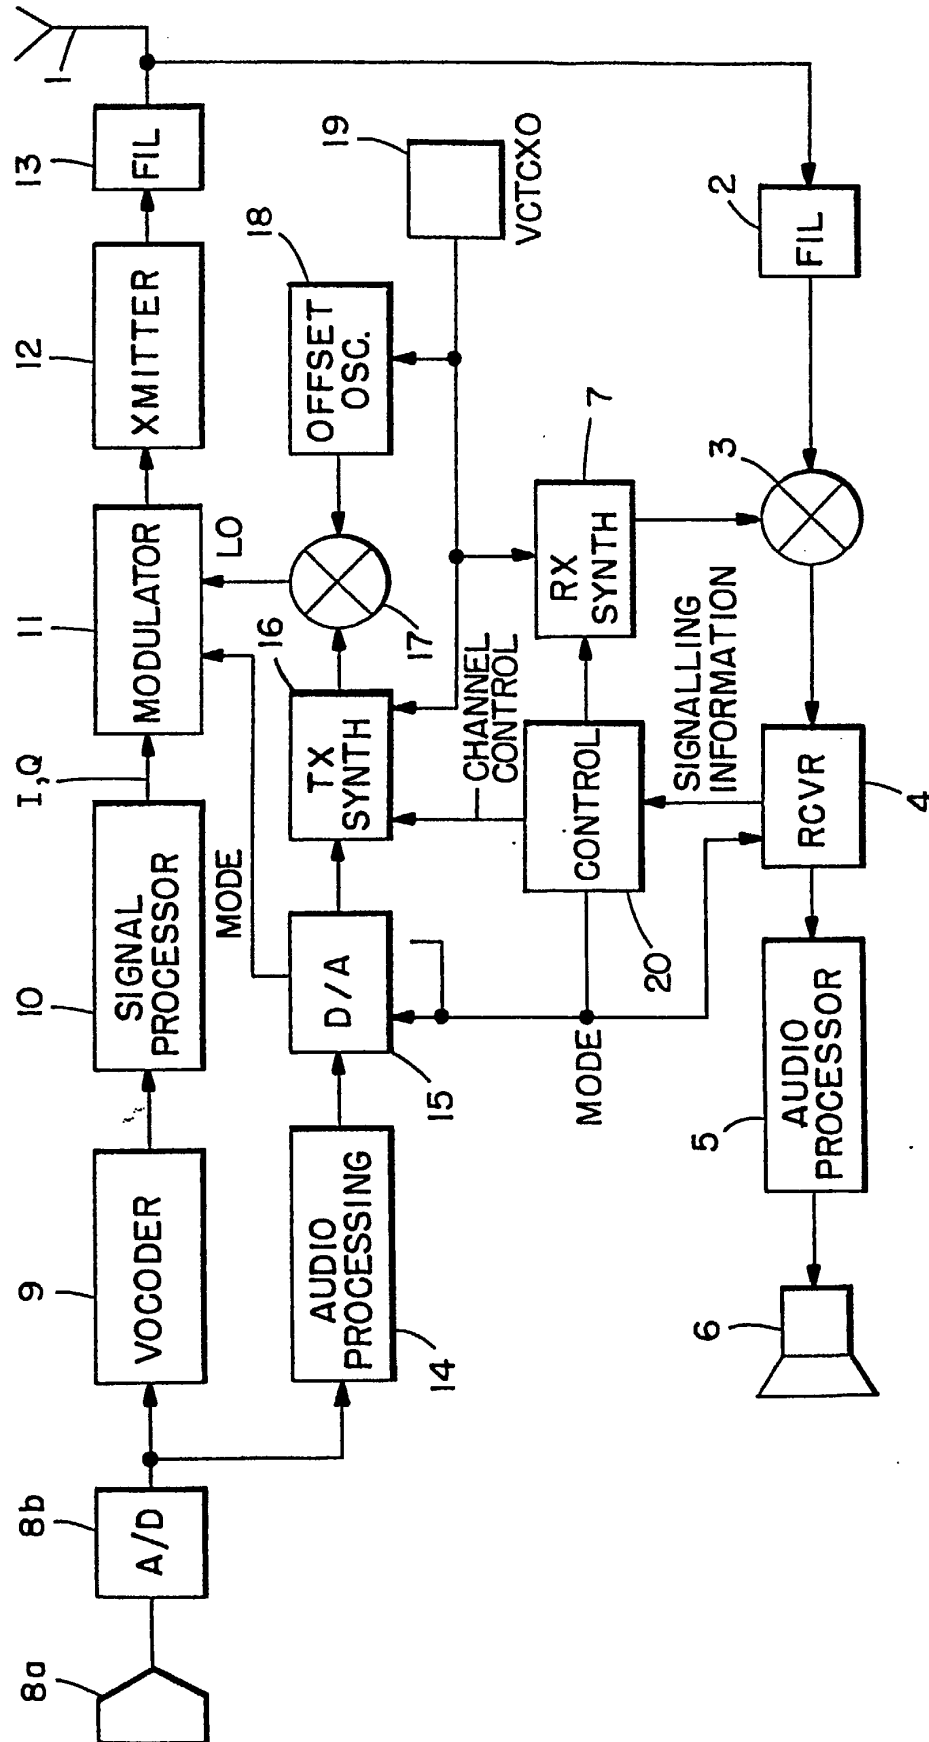 8a
8b
A/D
9
VOCODER
10
SIGNAL
PROCESSOR
I,Q
11
MODULATOR
12
XMITTER
13
FIL
1
MODE
LO
14
AUDIO
PROCESSING
15
D/A
16
TX
SYNTH
17
18
OFFSET
OSC.
19
VCTCXO
CHANNEL
CONTROL
MODE
20
CONTROL
7
RX
SYNTH
SIGNALLING
INFORMATION
6
5
AUDIO
PROCESSOR
4
RCVR
3
2
FIL